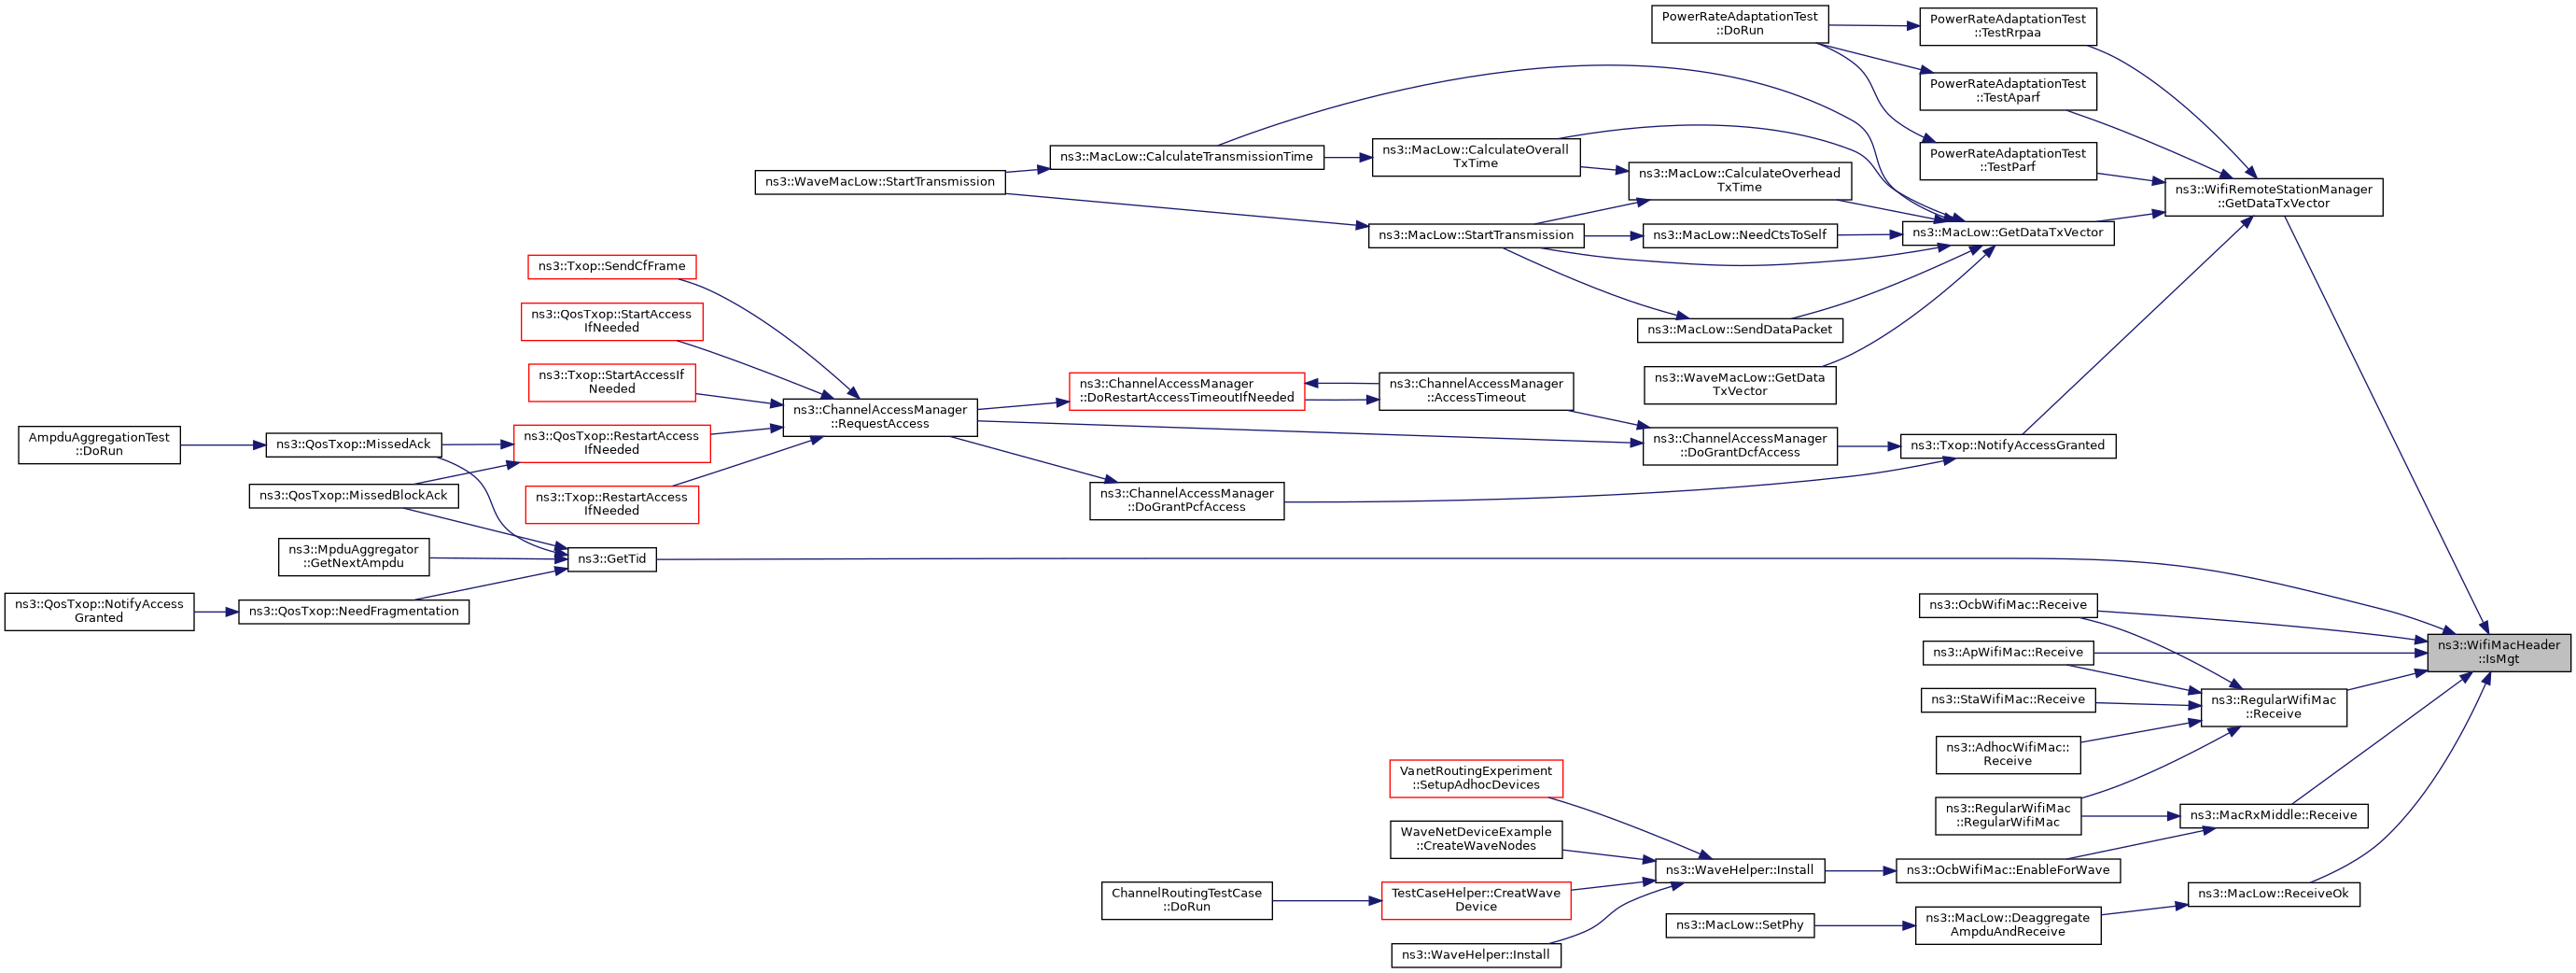 PowerRateAdaptationTest
::DoRun
PowerRateAdaptationTest
::TestRrpaa
PowerRateAdaptationTest
::TestAparf
ns3::MacLow::CalculateTransmissionTime
ns3::MacLow::CalculateOverall
TxTime
PowerRateAdaptationTest
::TestParf
ns3::WaveMacLow::StartTransmission
ns3::MacLow::CalculateOverhead
TxTime
ns3::WifiRemoteStationManager
::GetDataTxVector
ns3::MacLow::StartTransmission
ns3::MacLow::NeedCtsToSelf
ns3::MacLow::GetDataTxVector
ns3::Txop::SendCfFrame
ns3::QosTxop::StartAccess
IfNeeded
ns3::MacLow::SendDataPacket
ns3::Txop::StartAccessIf
Needed
ns3::ChannelAccessManager
::DoRestartAccessTimeoutIfNeeded
ns3::ChannelAccessManager
::AccessTimeout
ns3::WaveMacLow::GetData
TxVector
ns3::ChannelAccessManager
::RequestAccess
AmpduAggregationTest
::DoRun
ns3::QosTxop::MissedAck
ns3::QosTxop::RestartAccess
IfNeeded
ns3::ChannelAccessManager
::DoGrantDcfAccess
ns3::Txop::NotifyAccessGranted
ns3::QosTxop::MissedBlockAck
ns3::Txop::RestartAccess
IfNeeded
ns3::ChannelAccessManager
::DoGrantPcfAccess
ns3::MpduAggregator
::GetNextAmpdu
ns3::GetTid
ns3::QosTxop::NotifyAccess
Granted
ns3::QosTxop::NeedFragmentation
ns3::OcbWifiMac::Receive
ns3::ApWifiMac::Receive
ns3::WifiMacHeader
::IsMgt
ns3::StaWifiMac::Receive
ns3::RegularWifiMac
::Receive
ns3::AdhocWifiMac::
Receive
VanetRoutingExperiment
::SetupAdhocDevices
ns3::RegularWifiMac
::RegularWifiMac
ns3::MacRxMiddle::Receive
WaveNetDeviceExample
::CreateWaveNodes
ns3::WaveHelper::Install
ns3::OcbWifiMac::EnableForWave
ChannelRoutingTestCase
::DoRun
TestCaseHelper::CreatWave
Device
ns3::MacLow::ReceiveOk
ns3::MacLow::SetPhy
ns3::MacLow::Deaggregate
AmpduAndReceive
ns3::WaveHelper::Install